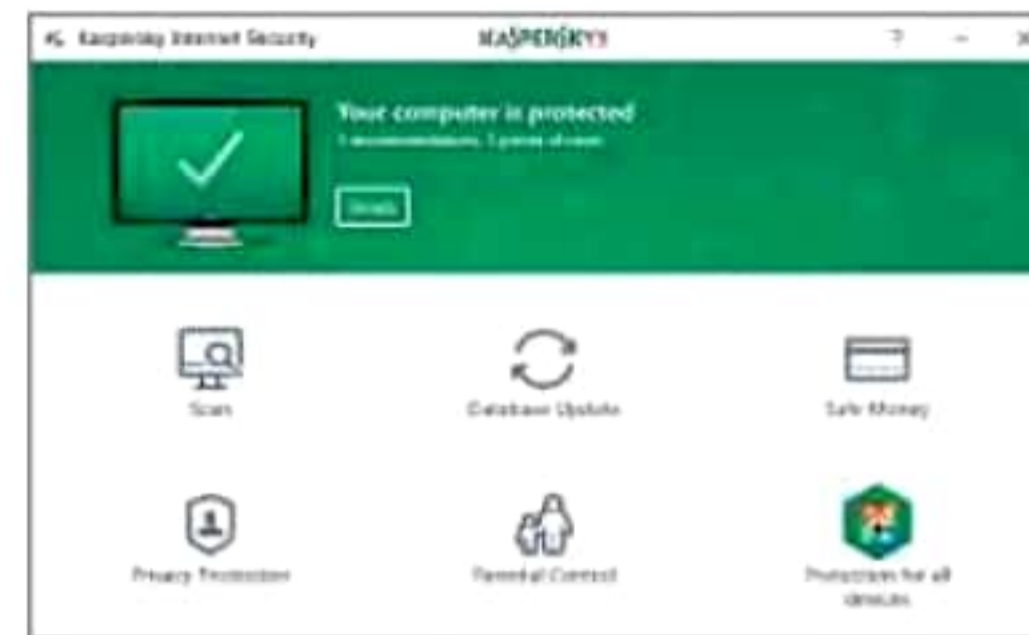 Kaspersky Internet Security
KASPERSKY
?
Your computer is protected
Details
Scan
Database Update
Safe Money
Privacy Protection
Parental Control
Protection for all
devices